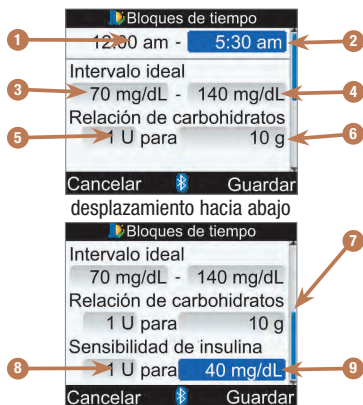 Bloques de tiempo
1 12:00 am - 5:30 am 2
Intervalo ideal
3 70 mg/dL - 140 mg/dL 4
Relación de carbohidratos
5 1 U para 10 g 6
Cancelar Guardar
desplazamiento hacia abajo
Bloques de tiempo
Intervalo ideal
70 mg/dL - 140 mg/dL
7
Relación de carbohidratos
1 U para 10 g
Sensibilidad de insulina
8 1 U para 40 mg/dL 9
Cancelar Guardar